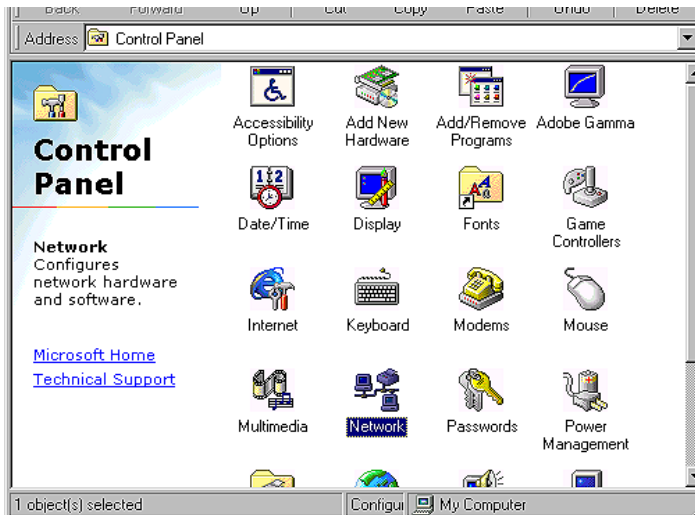 Back Forward Up Cut Copy Paste Undo Delete
Address Control Panel
Accessibility Options
Add New Hardware
Add/Remove Programs
Adobe Gamma
Control Panel
Date/Time
Display
Fonts
Game Controllers
Network
Configures
network hardware
and software.
Internet
Keyboard
Modems
Mouse
Microsoft Home
Technical Support
Multimedia
Network
Passwords
Power Management
1 object(s) selected
Configur
My Computer